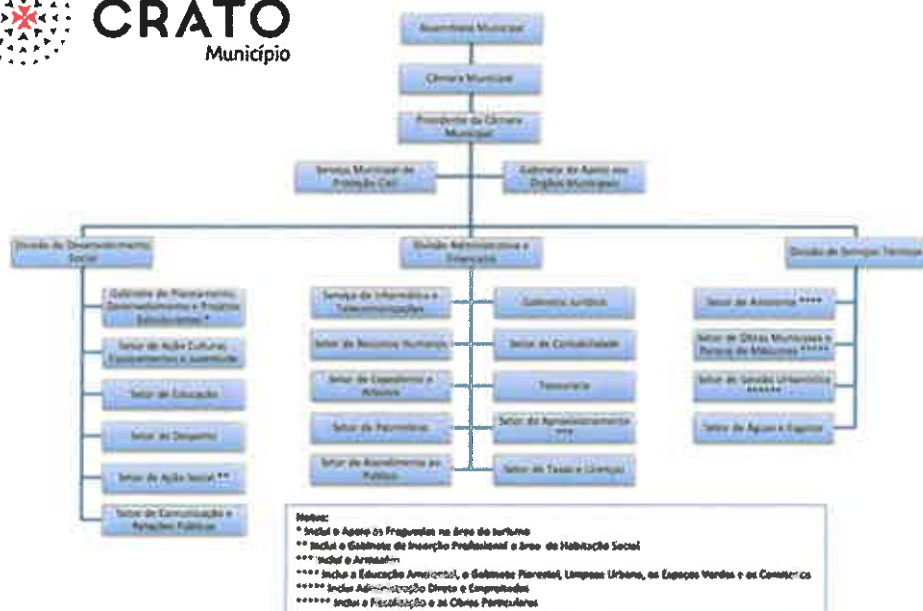 CRATO
Município
Assembleia Municipal
Câmara Municipal
Presidente da Câmara
Municipal
Serviço Municipal de
Proteção Civil
Gabinete de Apoio aos
Órgãos Municipais
Divisão de Desenvolvimento
Social
Divisão Administrativa e
Financeira
Divisão de Serviços Técnicos
Gabinete de Planeamento,
Desenvolvimento e Projetos
Estruturantes *
Setor de Ação Cultural,
Equipamentos e Juventude
Setor de Educação
Setor de Desporto
Setor de Ação Social **
Setor de Comunicação e
Relações Públicas
Serviço de Informática e
Telecomunicações
Setor de Recursos Humanos
Setor de Expediente e
Arquivo
Setor de Património
Setor de Atendimento ao
Público
Gabinete Jurídico
Setor de Contabilidade
Tesouraria
Setor de Aprovisionamento
***
Setor de Taxas e Licenças
Setor de Ambiente ****
Setor de Obras Municipais e
Parque de Máquinas *****
Setor de Gestão Urbanística
******
Setor de Águas e Esgotos
Notas:
* Inclui o Apoio às Freguesias na área do turismo
** Inclui o Gabinete de Inserção Profissional e área de Habitação Social
*** Inclui o Armazém
**** Inclui a Educação Ambiental, o Gabinete Florestal, Limpeza Urbana, os Espaços Verdes e os Cemitérios
***** Inclui Administração Direta e Empreitadas
****** Inclui a Fiscalização e as Obras Particulares